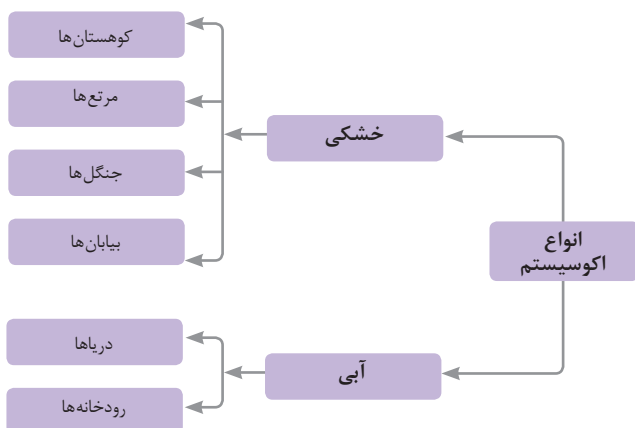 انواع
اکوسیستم
خشکی
کوهستان‌ها
مرتع‌ها
جنگل‌ها
بیابان‌ها
آبی
دریاها
رودخانه‌ها